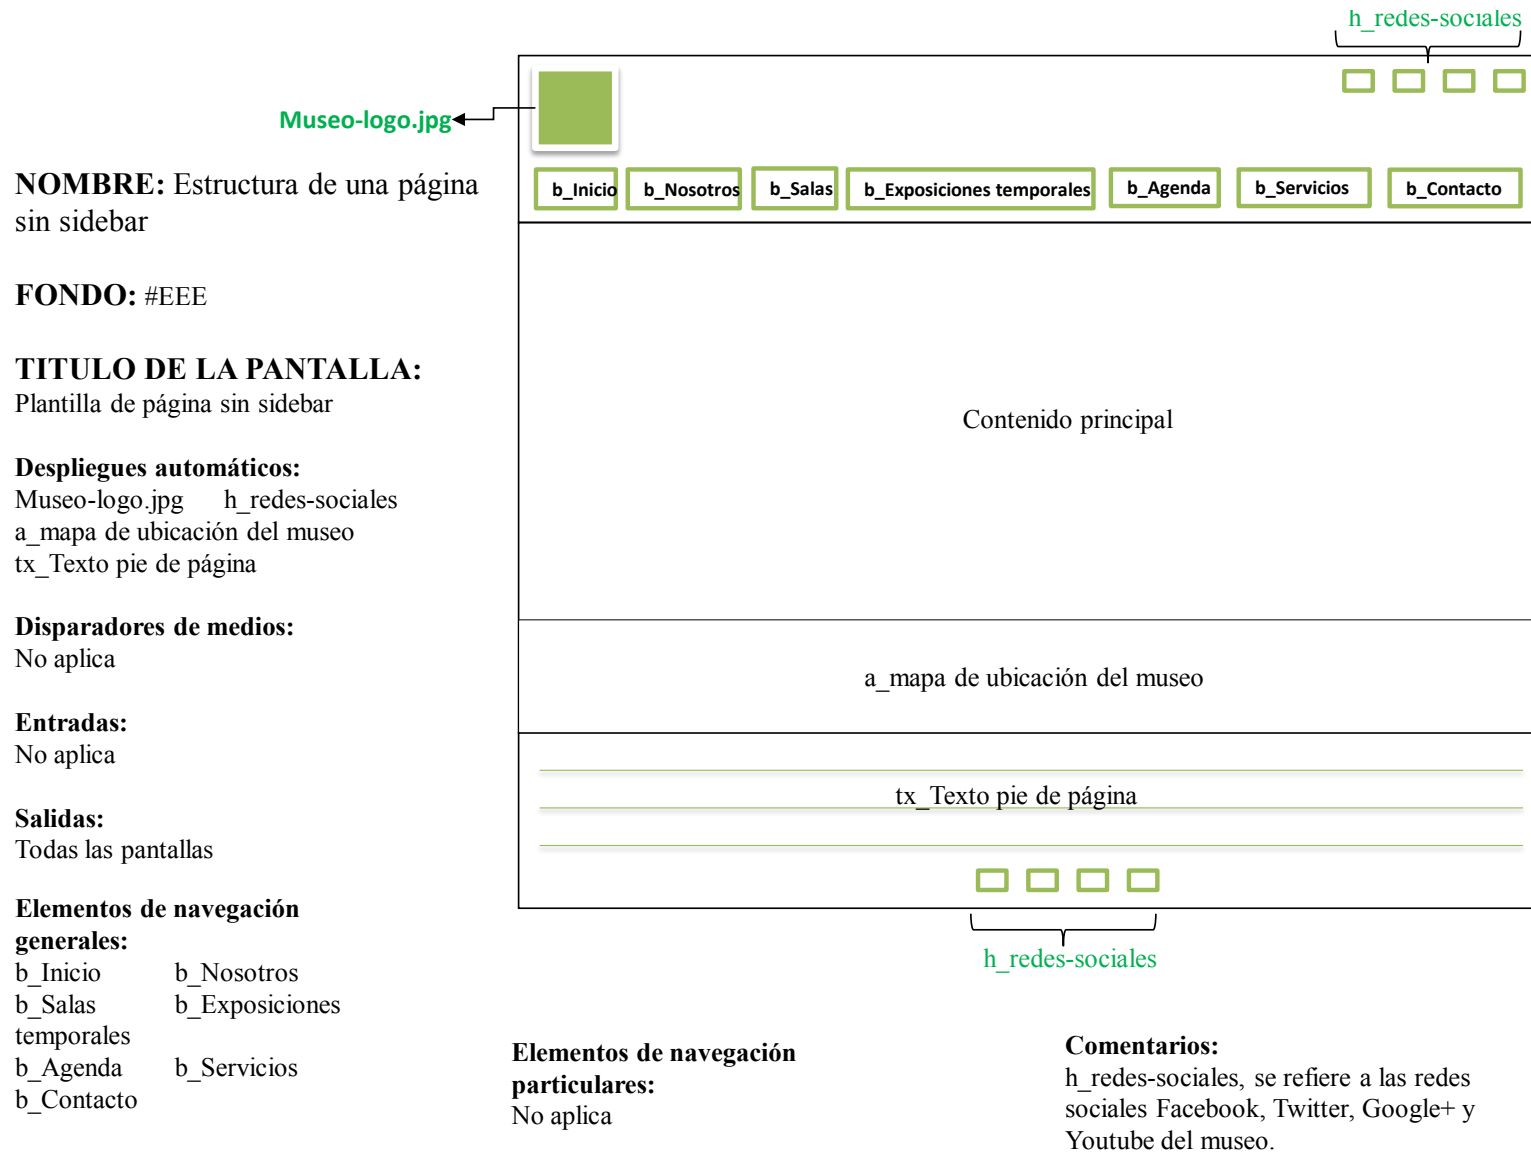 h_redes-sociales
Museo-logo.jpg
b_Inicio b_Nosotros b_Salas b_Exposiciones temporales b_Agenda b_Servicios b_Contacto
NOMBRE: Estructura de una página
sin sidebar
FONDO: #EEE
TITULO DE LA PANTALLA:
Plantilla de página sin sidebar
Despliegues automáticos:
Museo-logo.jpg h_redes-sociales
a_mapa de ubicación del museo
tx_Texto pie de página
Disparadores de medios:
No aplica
Entradas:
No aplica
Salidas:
Todas las pantallas
Elementos de navegación
generales:
b_Inicio b_Nosotros
b_Salas b_Exposiciones
temporales
b_Agenda b_Servicios
b_Contacto
Contenido principal
a_mapa de ubicación del museo
tx_Texto pie de página
h_redes-sociales
Elementos de navegación
particulares:
No aplica
Comentarios:
h_redes-sociales, se refiere a las redes
sociales Facebook, Twitter, Google+ y
Youtube del museo.